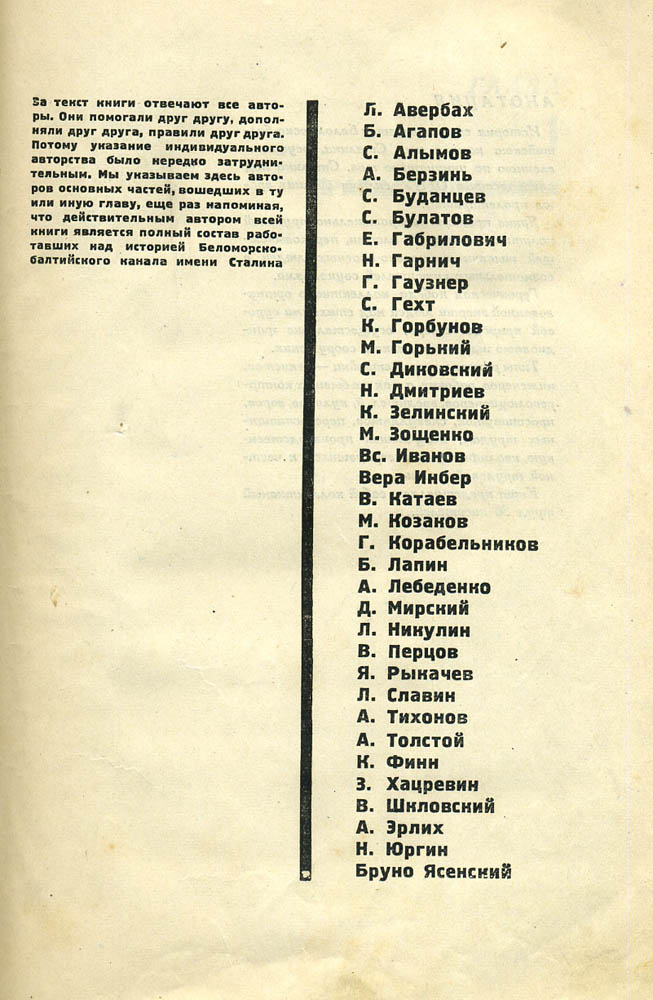 За текст книги отвечают все авто-
ры. Они помогали друг другу, допол-
няли друг друга, правили друг друга.
Потому указание индивидуального
авторства было нередко затрудни-
тельным. Мы указываем здесь авто-
ров основных частей, вошедших в ту
или иную главу, еще раз напоминая,
что действительным автором всей
книги является полный состав рабо-
тавших над историей Беломорско-
балтийского канала имени Сталина
Л. Авербах
Б. Агапов
С. Алымов
А. Берзинь
С. Буданцев
С. Булатов
Е. Габрилович
Н. Гарнич
Г. Гаузнер
С. Гехт
К. Горбунов
М. Горький
С. Диковский
Н. Дмитриев
К. Зелинский
М. Зощенко
Вс. Иванов
Вера Инбер
В. Катаев
М. Козаков
Г. Корабельников
Б. Лапин
А. Лебеденко
Д. Мирский
Л. Никулин
В. Перцов
Я. Рыкачев
Л. Славин
А. Тихонов
А. Толстой
К. Финн
З. Хацревин
В. Шкловский
А. Эрлих
Н. Юргин
Бруно Ясенский